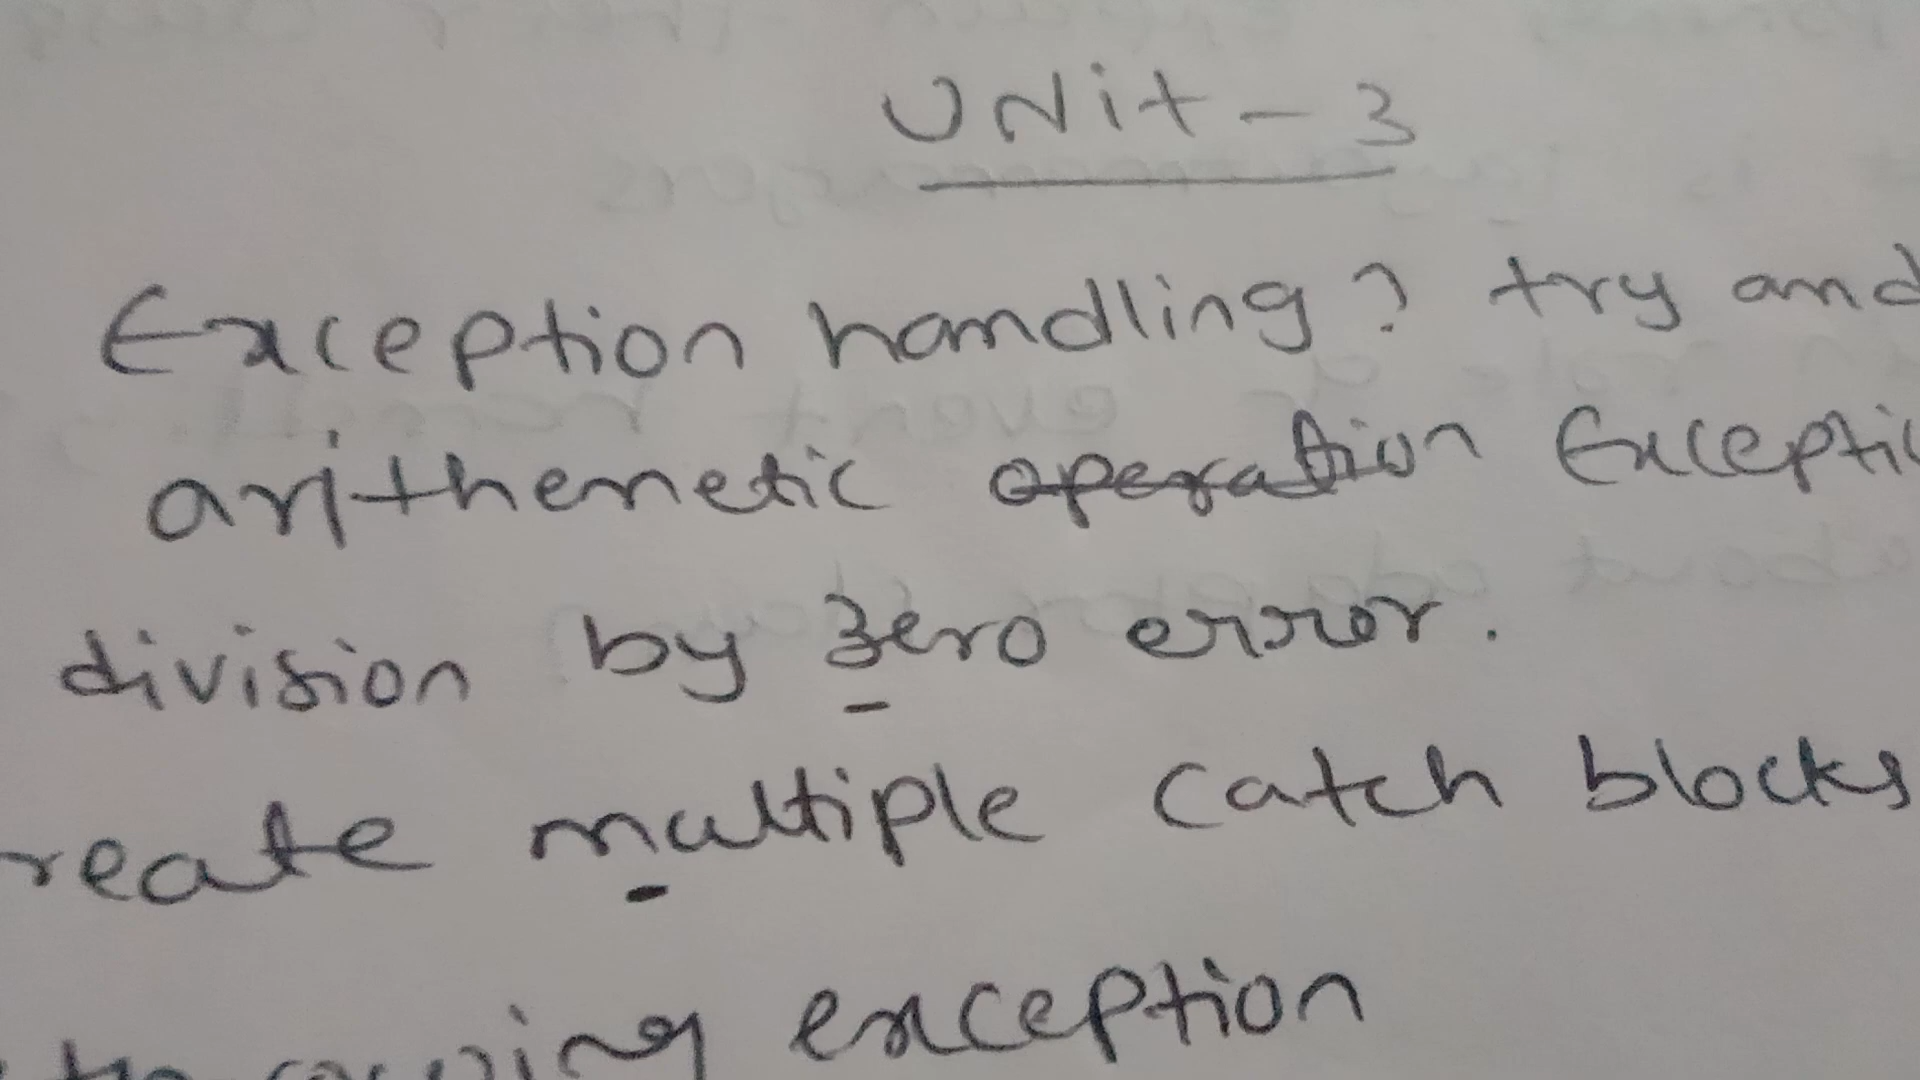 UNit - 3
Exception handling? try and
arithemetic operation Exceptio
division by zero error.
reate multiple catch blocks
exception